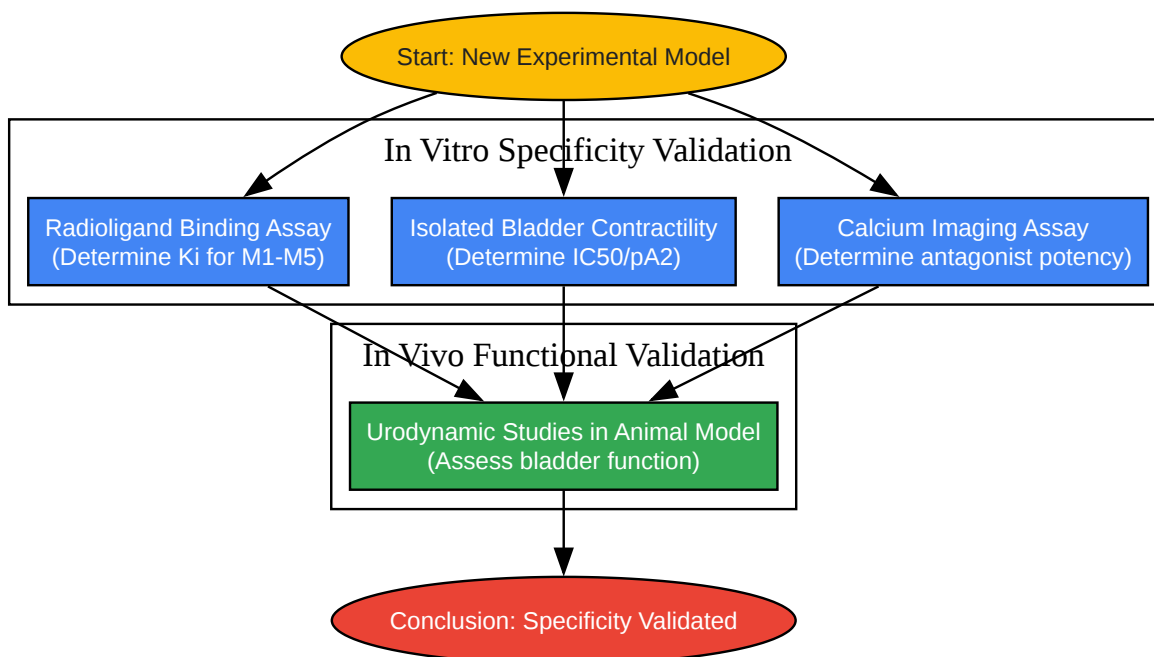 Start: New Experimental Model
In Vitro Specificity Validation
Radioligand Binding Assay
(Determine Ki for M1-M5)
Isolated Bladder Contractility
(Determine IC50/pA2)
Calcium Imaging Assay
(Determine antagonist potency)
In Vivo Functional Validation
Urodynamic Studies in Animal Model
(Assess bladder function)
Conclusion: Specificity Validated